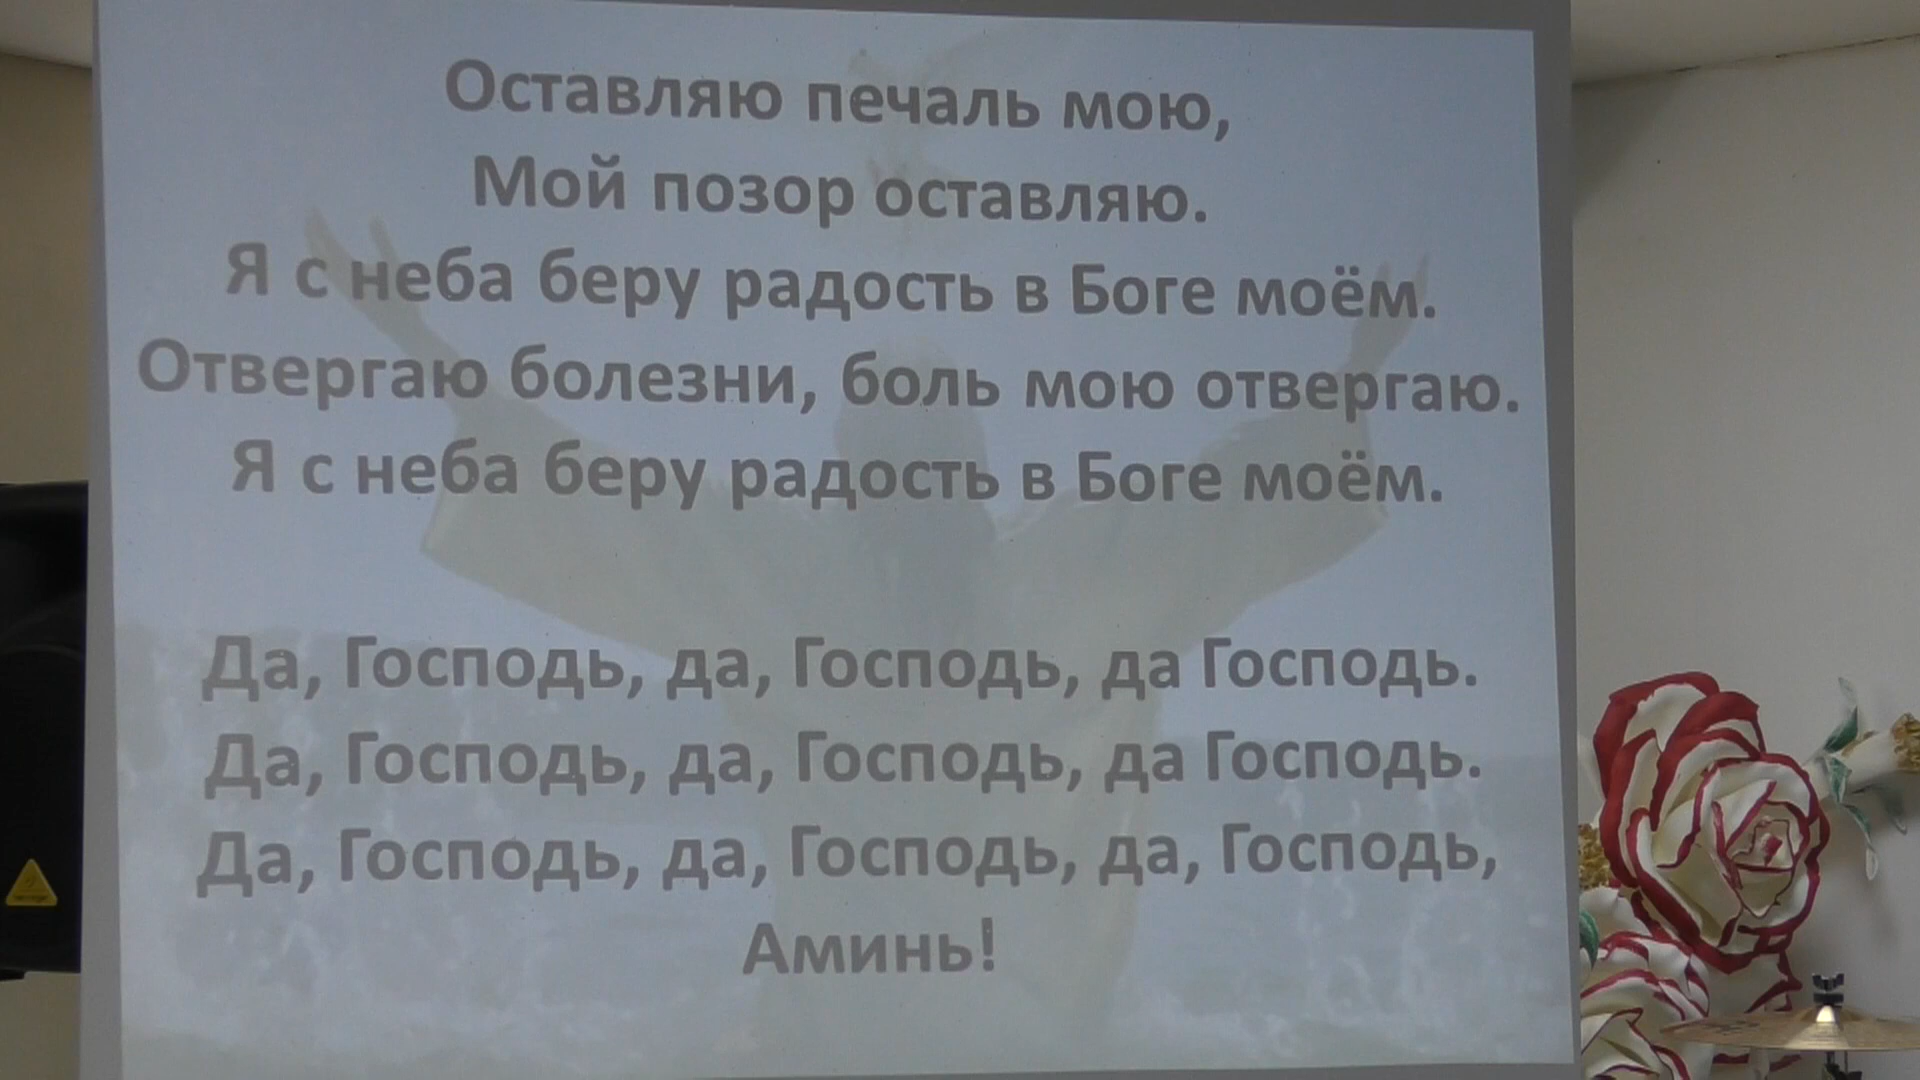 Оставляю печаль мою,
Мой позор оставляю.
Я с неба беру радость в Боге моём.
Отвергаю болезни, боль мою отвергаю.
Я с неба беру радость в Боге моём.
Да, Господь, да, Господь, да Господь.
Да, Господь, да, Господь, да Господь.
Да, Господь, да, Господь, да, Господь,
Аминь!